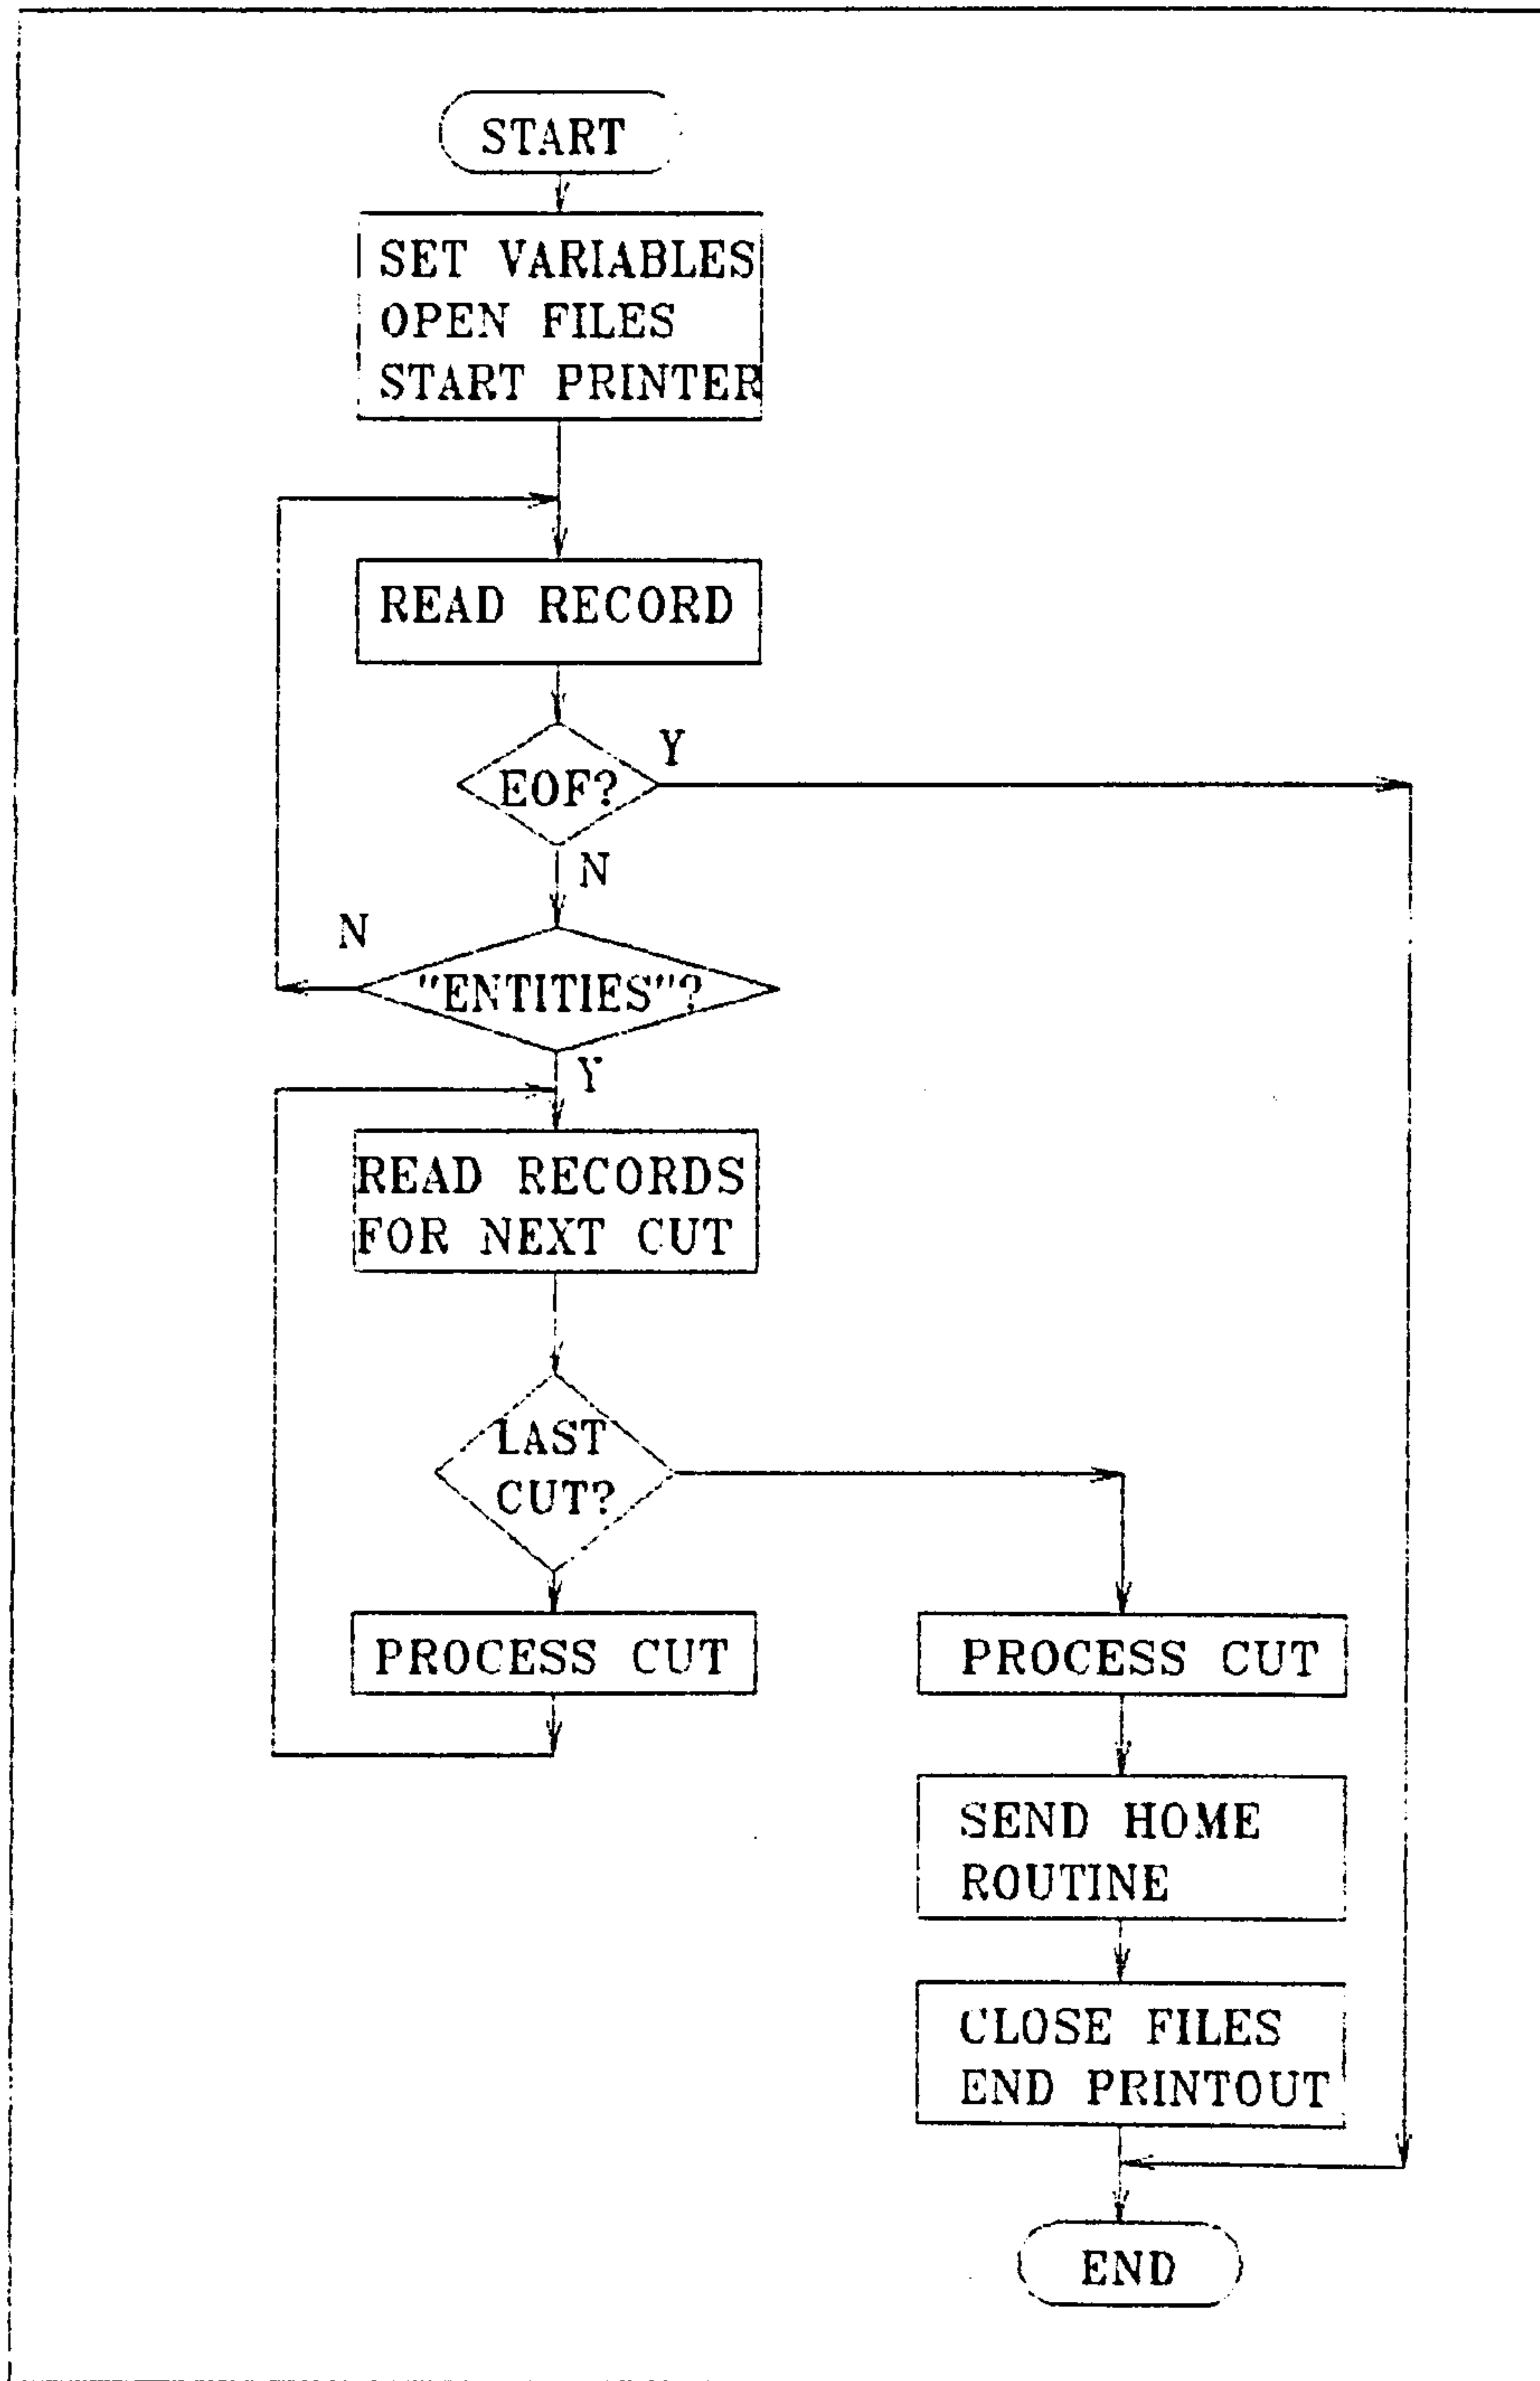 START
SET VARIABLES
OPEN FILES
START PRINTER
READ RECORD
EOF?
Y
N
"ENTITIES"?
N
Y
READ RECORDS
FOR NEXT CUT
LAST
CUT?
PROCESS CUT
PROCESS CUT
SEND HOME
ROUTINE
CLOSE FILES
END PRINTOUT
END